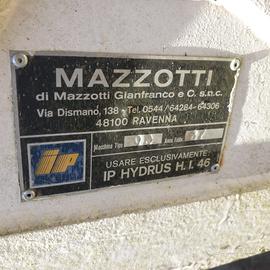 MAZZOTTI
di Mazzotti Gianfranco e C. s.n.c.
Via Dismano, 138 - Tel. 0544/64284-64306
48100 RAVENNA
Macchina Tipo Anno Fabb.
iP
USARE ESCLUSIVAMENTE:
IP HYDRUS H. I. 46